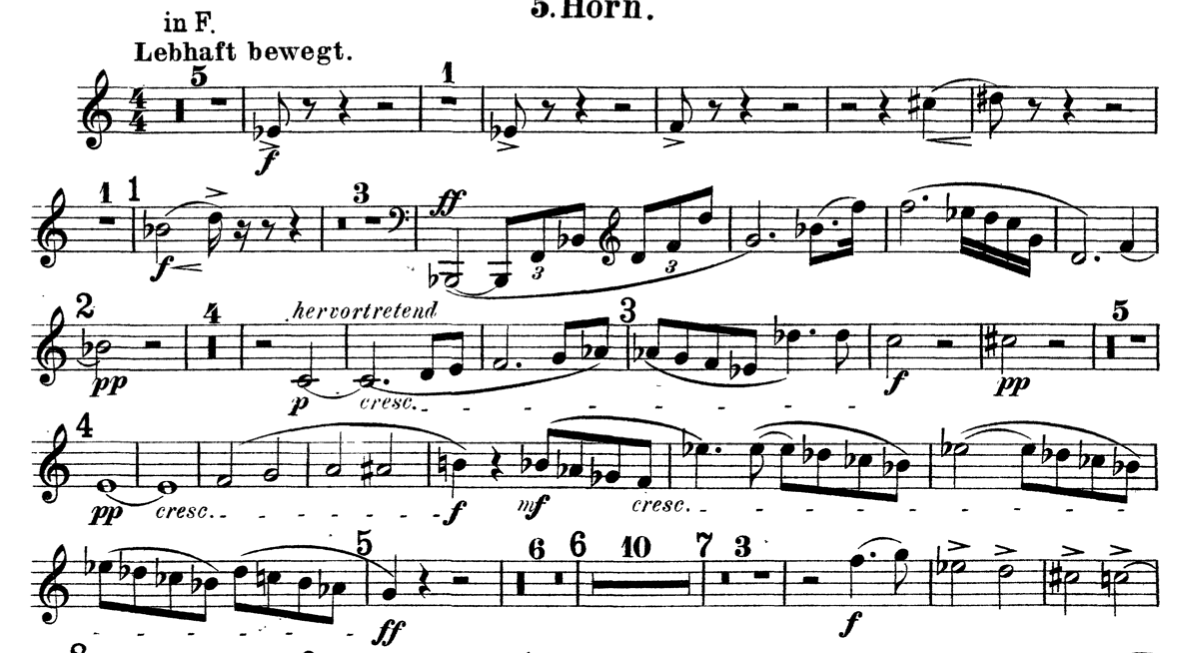 5. Horn.
in F.
Lebhaft bewegt.
5 1
f
1 1 3 ff
f 3 3
2 4 hervortretend 3 5
pp p cresc. f pp
4
pp cresc. f mf cresc.
5 6 6 10 7 3
ff f